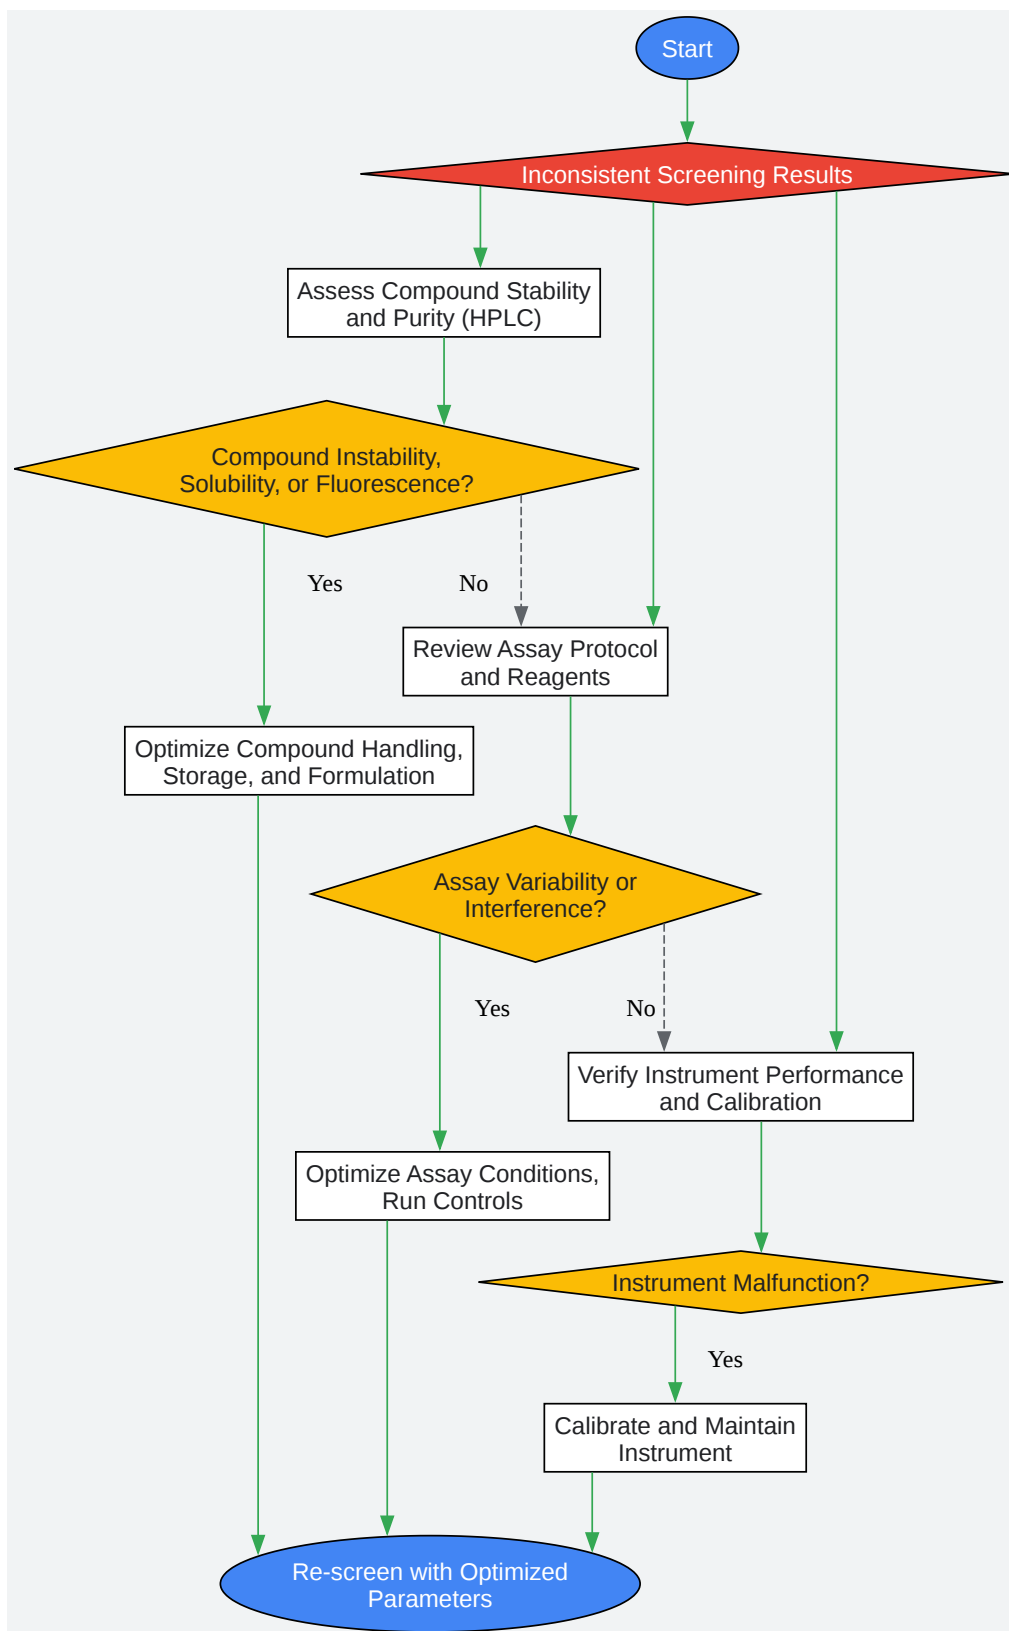 Start
Inconsistent Screening Results
Assess Compound Stability
and Purity (HPLC)
Compound Instability,
Solubility, or Fluorescence?
Yes
No
Review Assay Protocol
and Reagents
Optimize Compound Handling,
Storage, and Formulation
Assay Variability or
Interference?
Yes
No
Verify Instrument Performance
and Calibration
Optimize Assay Conditions,
Run Controls
Instrument Malfunction?
Yes
Calibrate and Maintain
Instrument
Re-screen with Optimized
Parameters